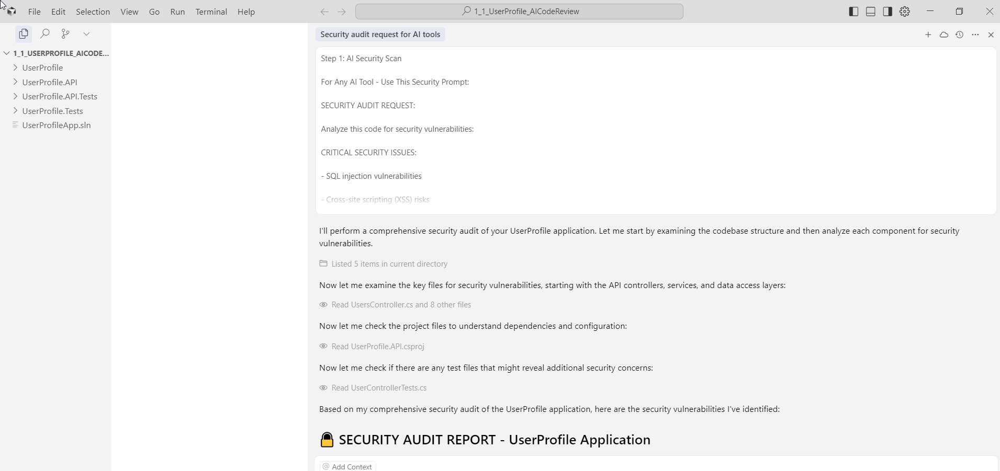 File Edit Selection View Go Run Terminal Help
1_1_UserProfile_AICodeReview
1_1_USERPROFILE_AICODE...
UserProfile
UserProfile.API
UserProfile.API.Tests
UserProfile.Tests
UserProfileApp.sln
Security audit request for AI tools
Step 1: AI Security Scan
For Any AI Tool - Use This Security Prompt:
SECURITY AUDIT REQUEST:
Analyze this code for security vulnerabilities:
CRITICAL SECURITY ISSUES:
- SQL injection vulnerabilities
- Cross-site scripting (XSS) risks
I'll perform a comprehensive security audit of your UserProfile application. Let me start by examining the codebase structure and then analyze each component for security
vulnerabilities.
Listed 5 items in current directory
Now let me examine the key files for security vulnerabilities, starting with the API controllers, services, and data access layers:
Read UsersController.cs and 8 other files
Now let me check the project files to understand dependencies and configuration:
Read UserProfile.API.csproj
Now let me check if there are any test files that might reveal additional security concerns:
Read UserControllerTests.cs
Based on my comprehensive security audit of the UserProfile application, here are the security vulnerabilities I've identified:
🔒 SECURITY AUDIT REPORT - UserProfile Application
@ Add Context